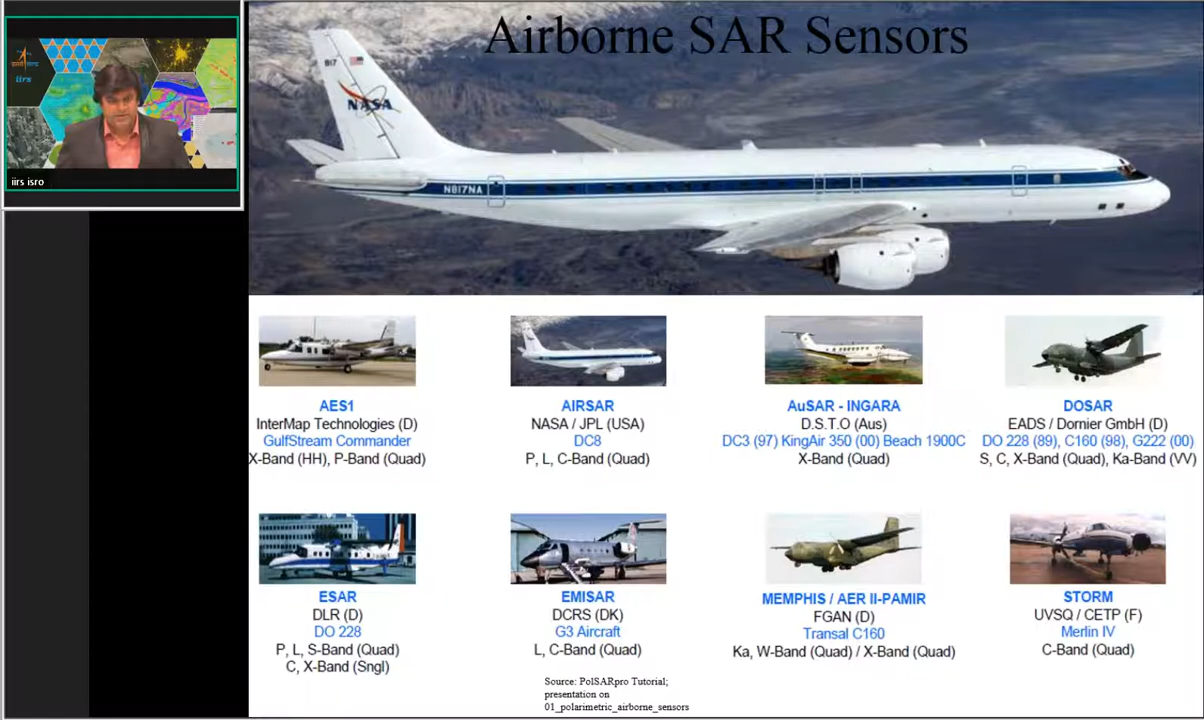 iirs
iirs isro
Airborne SAR Sensors
817
NASA
N817NA
AES1
InterMap Technologies (D)
GulfStream Commander
X-Band (HH), P-Band (Quad)
AIRSAR
NASA / JPL (USA)
DC8
P, L, C-Band (Quad)
AuSAR - INGARA
D.S.T.O (Aus)
DC3 (97) KingAir 350 (00) Beach 1900C
X-Band (Quad)
DOSAR
EADS / Dornier GmbH (D)
DO 228 (89), C160 (98), G222 (00)
S, C, X-Band (Quad), Ka-Band (VV)
ESAR
DLR (D)
DO 228
P, L, S-Band (Quad)
C, X-Band (Sngl)
EMISAR
DCRS (DK)
G3 Aircraft
L, C-Band (Quad)
MEMPHIS / AER II-PAMIR
FGAN (D)
Transal C160
Ka, W-Band (Quad) / X-Band (Quad)
STORM
UVSQ / CETP (F)
Merlin IV
C-Band (Quad)
Source: PolSARpro Tutorial;
presentation on
01_polarimetric_airborne_sensors